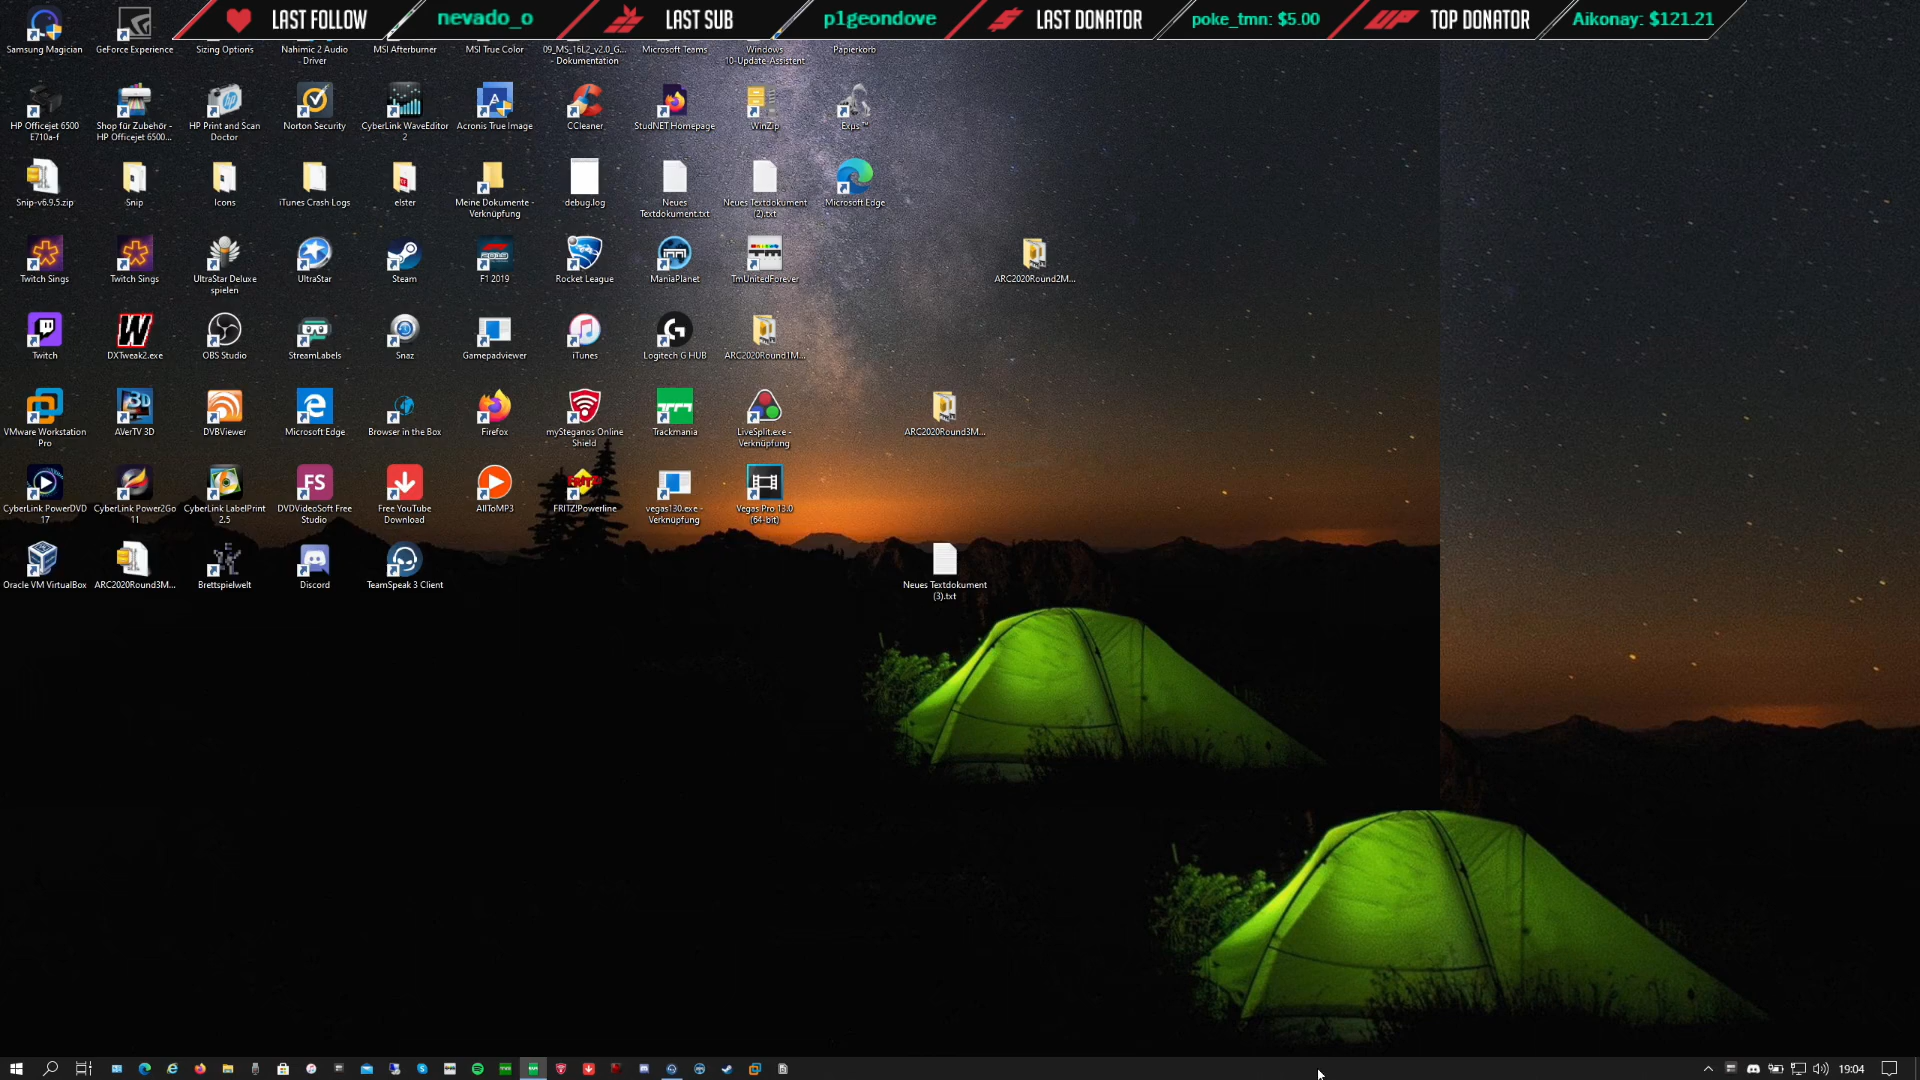 LAST FOLLOW
nevado_o
LAST SUB
p1geondove
LAST DONATOR
poke_tmn: $5.00
TOP DONATOR
Aikonay: $121.21
Samsung Magician
GeForce Experience
Sizing Options
Nahimic 2 Audio
Driver
MSI Afterburner
MSI True Color
09_MS_16L2_v2.0_G...
- Dokumentation
Microsoft Teams
Windows
10-Update-Assistent
Papierkorb
HP Officejet 6500
E710a-f
Shop für Zubehör -
HP Officejet 6500...
HP Print and Scan
Doctor
Norton Security
CyberLink WaveEditor
2
Acronis True Image
CCleaner
StudNET Homepage
WinZip
Exps ™
Snip-v6.9.5.zip
Snip
Icons
iTunes Crash Logs
elster
Meine Dokumente -
Verknüpfung
debug.log
Neues
Textdokument.txt
Neues Textdokument
(2).txt
Microsoft Edge
Twitch Sings
Twitch Sings
UltraStar Deluxe
spielen
UltraStar
Steam
F1 2019
Rocket League
ManiaPlanet
TmUnitedForever
ARC2020Round2M...
Twitch
DXTweak2.exe
OBS Studio
StreamLabels
Snaz
Gamepadviewer
iTunes
Logitech G HUB
ARC2020Round1M...
VMware Workstation
Pro
AVerTV 3D
DVBViewer
Microsoft Edge
Browser in the Box
Firefox
mySteganos Online
Shield
Trackmania
LiveSplit.exe -
Verknüpfung
ARC2020Round3M...
CyberLink PowerDVD
17
CyberLink Power2Go
11
CyberLink LabelPrint
2.5
DVDVideoSoft Free
Studio
Free YouTube
Download
AllToMP3
FRITZ!Powerline
vegas130.exe -
Verknüpfung
Vegas Pro 13.0
(64-bit)
Oracle VM VirtualBox
ARC2020Round3M...
Brettspielwelt
Discord
TeamSpeak 3 Client
Neues Textdokument
(3).txt
19:04